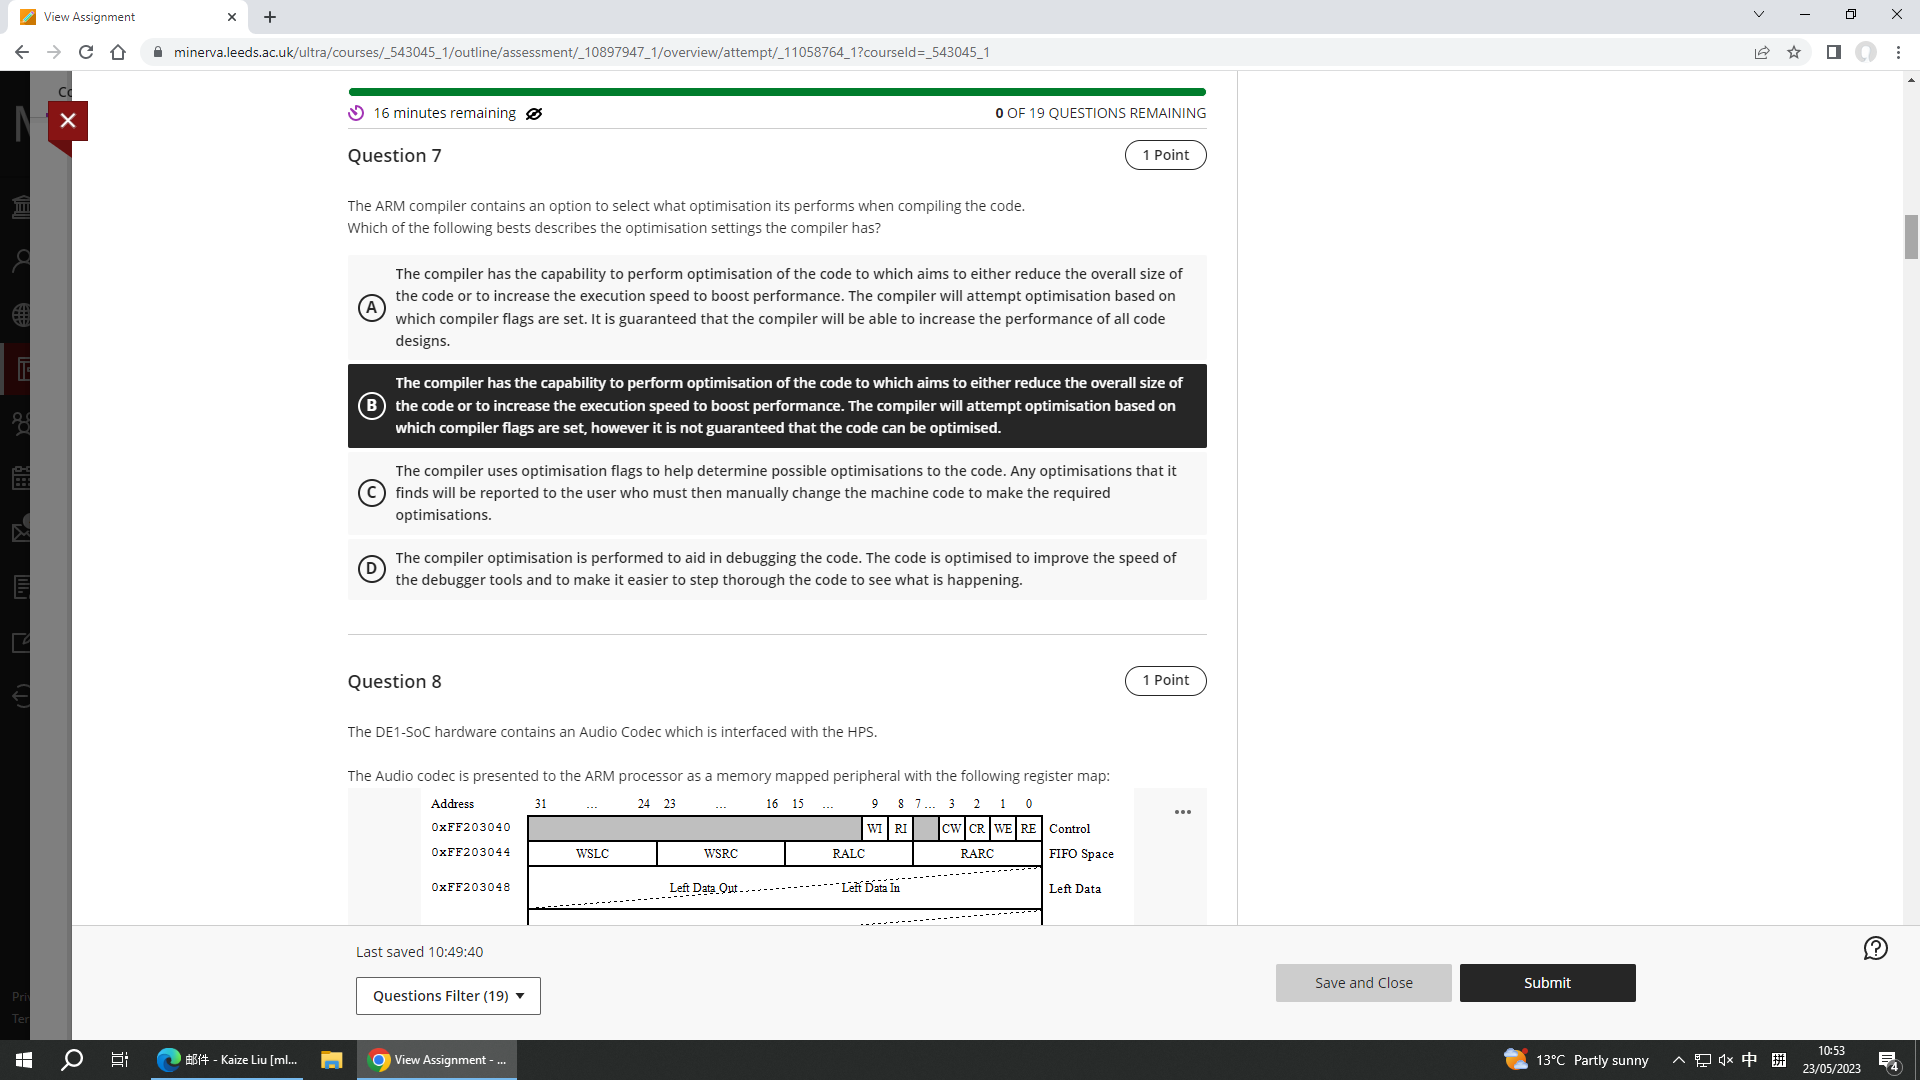 View Assignment
minerva.leeds.ac.uk/ultra/courses/_543045_1/outline/assessment/_10897947_1/overview/attempt/_11058764_1?courseId=_543045_1
16 minutes remaining
0 OF 19 QUESTIONS REMAINING
Question 7
1 Point
The ARM compiler contains an option to select what optimisation its performs when compiling the code.
Which of the following bests describes the optimisation settings the compiler has?
A
The compiler has the capability to perform optimisation of the code to which aims to either reduce the overall size of
the code or to increase the execution speed to boost performance. The compiler will attempt optimisation based on
which compiler flags are set. It is guaranteed that the compiler will be able to increase the performance of all code
designs.
B
The compiler has the capability to perform optimisation of the code to which aims to either reduce the overall size of
the code or to increase the execution speed to boost performance. The compiler will attempt optimisation based on
which compiler flags are set, however it is not guaranteed that the code can be optimised.
C
The compiler uses optimisation flags to help determine possible optimisations to the code. Any optimisations that it
finds will be reported to the user who must then manually change the machine code to make the required
optimisations.
D
The compiler optimisation is performed to aid in debugging the code. The code is optimised to improve the speed of
the debugger tools and to make it easier to step thorough the code to see what is happening.
Question 8
1 Point
The DE1-SoC hardware contains an Audio Codec which is interfaced with the HPS.
The Audio codec is presented to the ARM processor as a memory mapped peripheral with the following register map:
Address 31 ... 24 23 ... 16 15 ... 9 8 7... 3 2 1 0
0xFF203040 WI RI CW CR WE RE Control
0xFF203044 WSLC WSRC RALC RARC FIFO Space
0xFF203048 Left Data Out Left Data In Left Data
Last saved 10:49:40
Questions Filter (19)
Save and Close
Submit
Pri
Ter
邮件 - Kaize Liu [ml...
View Assignment - ...
13°C Partly sunny
中
拼
10:53
23/05/2023
4